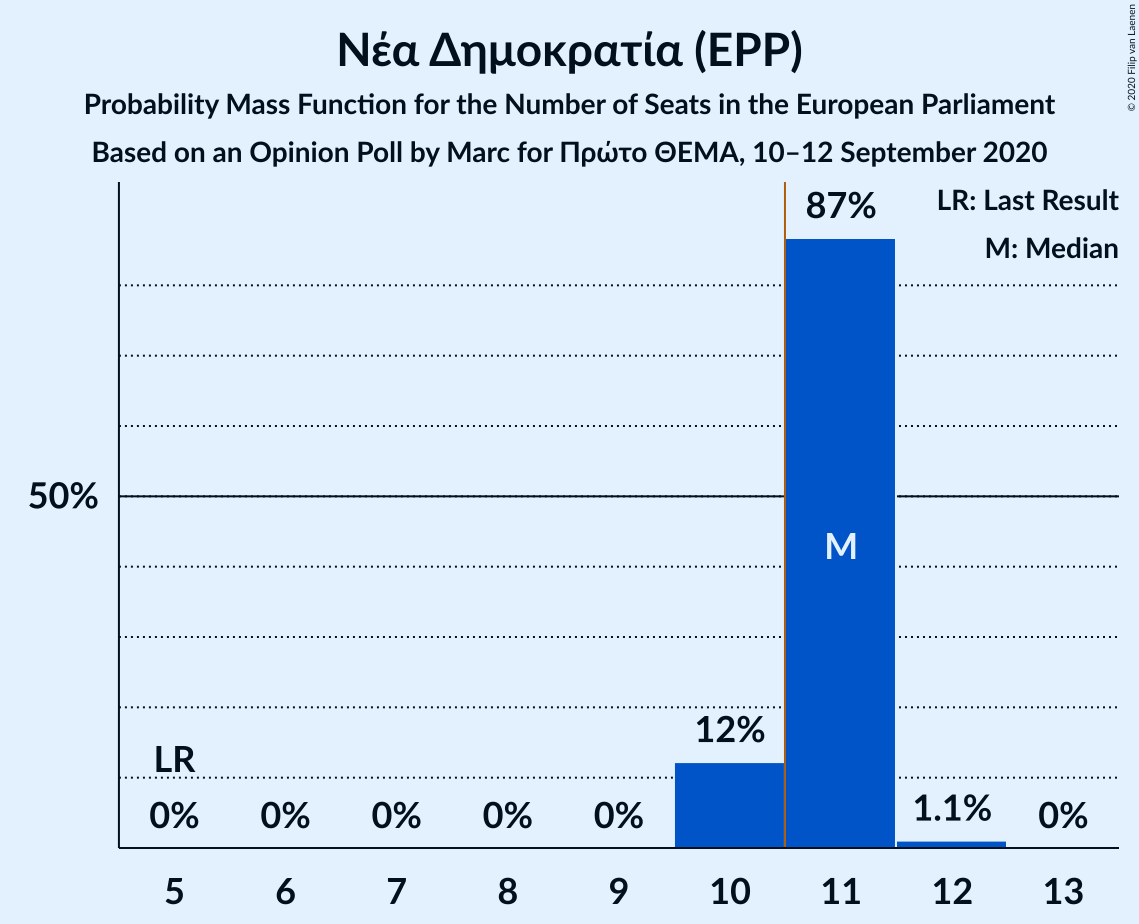 Νέα Δημοκρατία (EPP)
Probability Mass Function for the Number of Seats in the European Parliament
Based on an Opinion Poll by Marc for Πρώτο ΘΕΜΑ, 10–12 September 2020
© 2020 Filip van Laenen
LR: Last Result
M: Median
87%
50%
M
12%
LR
1.1%
0% 0% 0% 0% 0% 0%
5 6 7 8 9 10 11 12 13